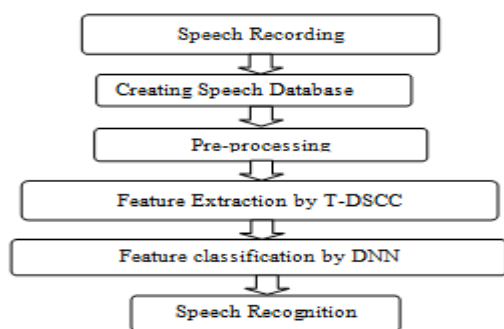 Speech Recording
Creating Speech Database
Pre-processing
Feature Extraction by T-DSCC
Feature classification by DNN
Speech Recognition